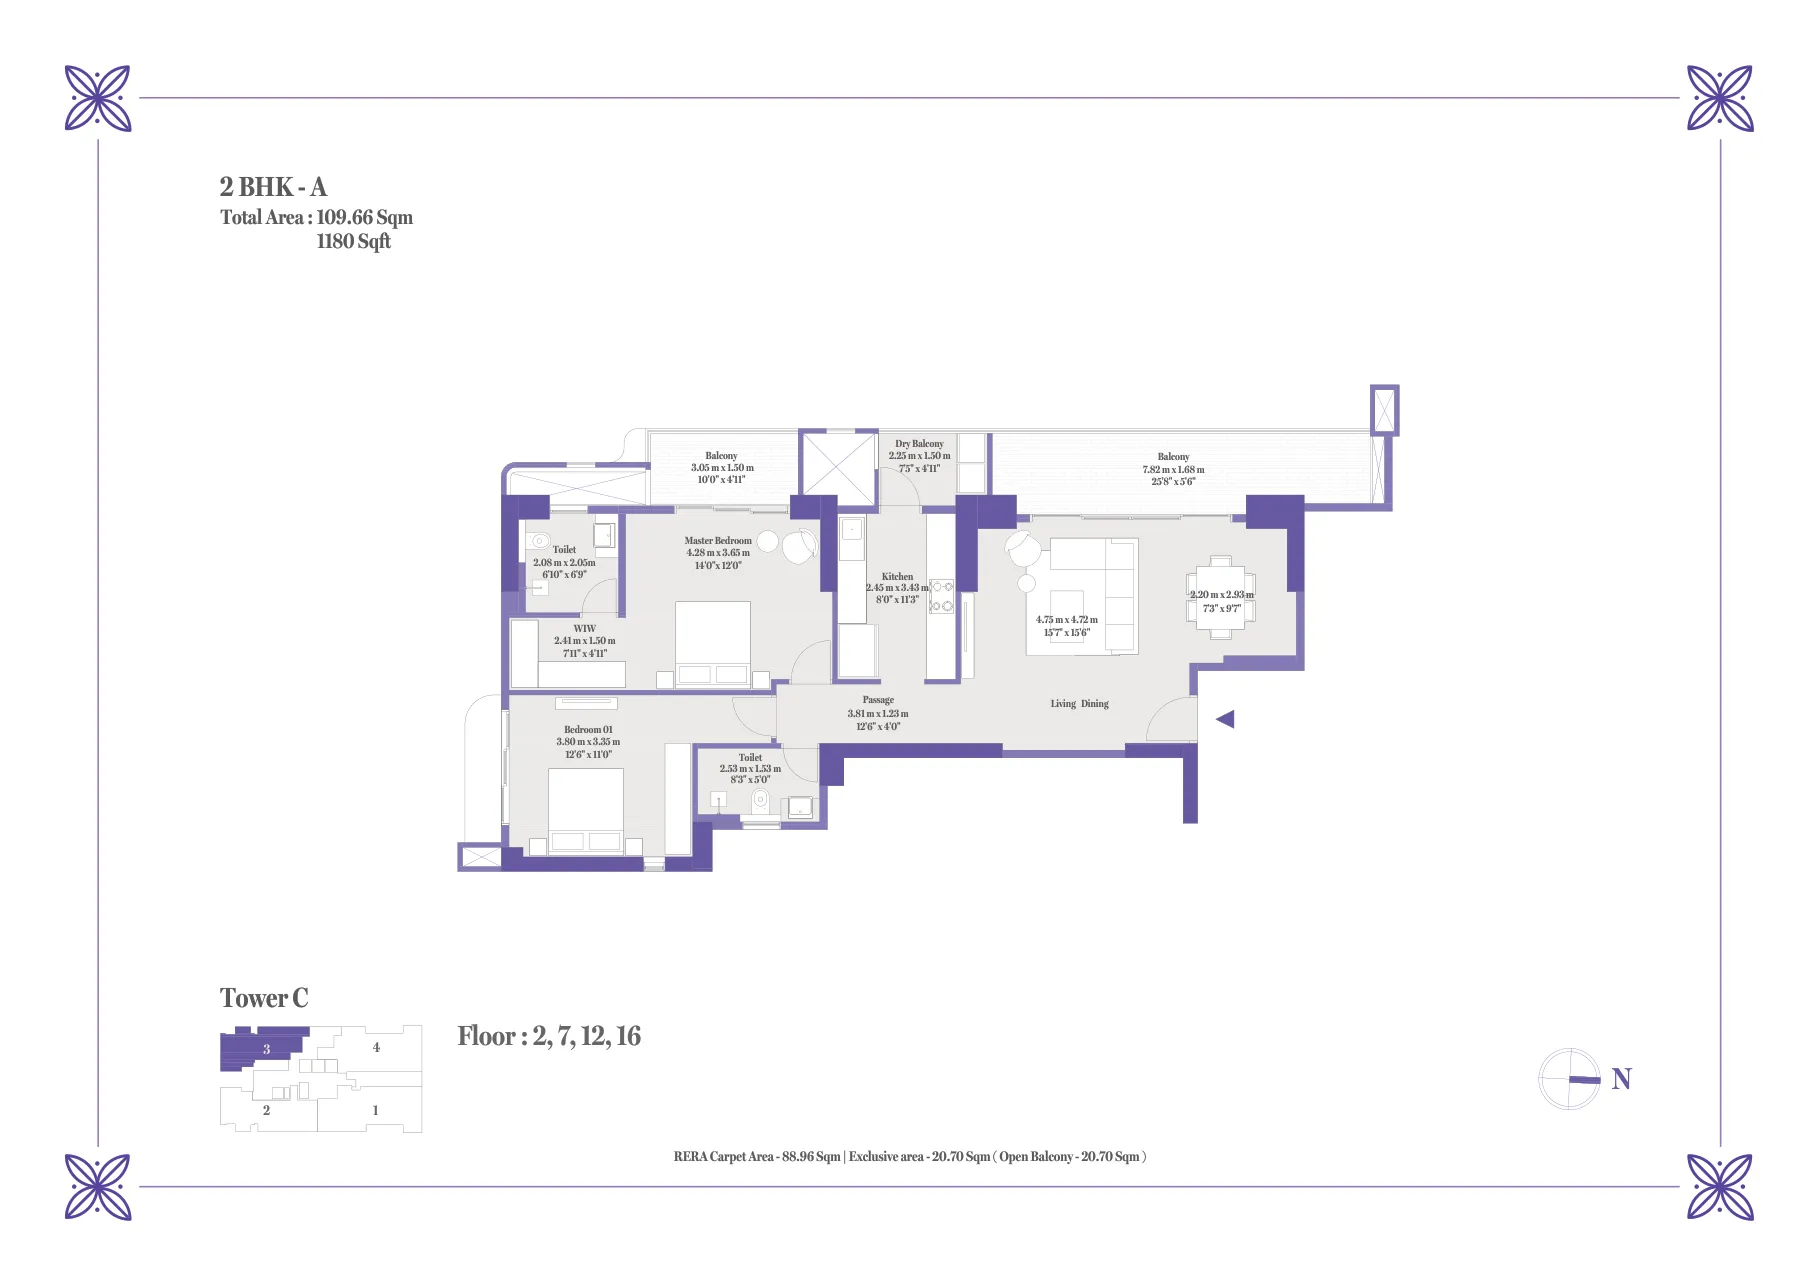 2 BHK - A
Total Area : 109.66 Sqm
1180 Sqft
Balcony
3.05 m x 1.50 m
10'0" x 4'11"
Dry Balcony
2.25 m x 1.50 m
7'5" x 4'11"
Balcony
7.82 m x 1.68 m
25'8" x 5'6"
Toilet
2.08 m x 2.05m
6'10" x 6'9"
Master Bedroom
4.28 m x 3.65 m
14'0"x 12'0"
Kitchen
2.45 m x 3.43 m
8'0" x 11'3"
4.75 m x 4.72 m
15'7" x 15'6"
2.20 m x 2.93 m
7'3" x 9'7"
WIW
2.41 m x 1.50 m
7'11" x 4'11"
Passage
3.81 m x 1.23 m
12'6" x 4'0"
Living Dining
Bedroom 01
3.80 m x 3.35 m
12'6" x 11'0"
Toilet
2.53 m x 1.53 m
8'3" x 5'0"
Tower C
3
4
2
1
Floor : 2, 7, 12, 16
N
RERA Carpet Area - 88.96 Sqm | Exclusive area - 20.70 Sqm ( Open Balcony - 20.70 Sqm )